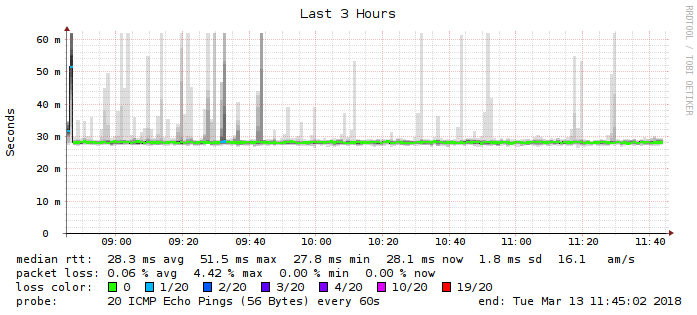 Last 3 Hours
RRDTOOL / TOBI OETIKER
Seconds
60 m
50 m
40 m
30 m
20 m
10 m
0
09:00 09:20 09:40 10:00 10:20 10:40 11:00 11:20 11:40
median rtt: 28.3 ms avg 51.5 ms max 27.8 ms min 28.1 ms now 1.8 ms sd 16.1 am/s
packet loss: 0.06 % avg 4.42 % max 0.00 % min 0.00 % now
loss color: 0 1/20 2/20 3/20 4/20 10/20 19/20
probe: 20 ICMP Echo Pings (56 Bytes) every 60s end: Tue Mar 13 11:45:02 2018